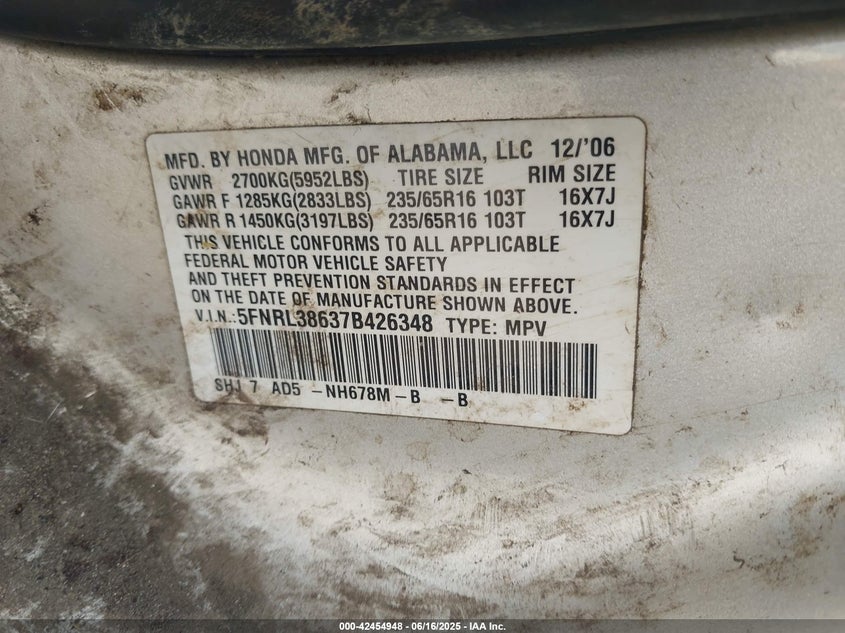 MFD. BY HONDA MFG. OF ALABAMA, LLC 12/'06
GVWR 2700KG(5952LBS) TIRE SIZE RIM SIZE
GAWR F 1285KG(2833LBS) 235/65R16 103T 16X7J
GAWR R 1450KG(3197LBS) 235/65R16 103T 16X7J
THIS VEHICLE CONFORMS TO ALL APPLICABLE
FEDERAL MOTOR VEHICLE SAFETY
AND THEFT PREVENTION STANDARDS IN EFFECT
ON THE DATE OF MANUFACTURE SHOWN ABOVE.
V.I.N.:5FNRL38637B426348 TYPE: MPV
SHJ 7 AD5 -NH678M-B -B
000-42454948 - 06/16/2025 - IAA Inc.